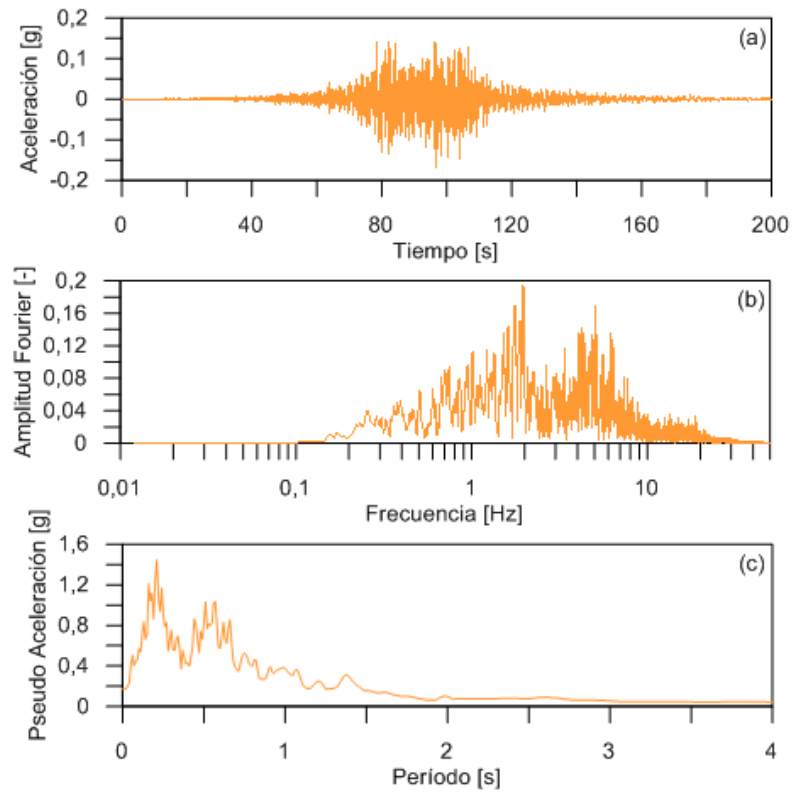 Aceleración [g]
0,2
0,1
0
-0,1
-0,2
(a)
0 40 80 120 160 200
Tiempo [s]
Amplitud Fourier [-]
0,2
0,16
0,12
0,08
0,04
0
(b)
0,01 0,1 1 10
Frecuencia [Hz]
Pseudo Aceleración [g]
1,6
1,2
0,8
0,4
0
(c)
0 1 2 3 4
Período [s]